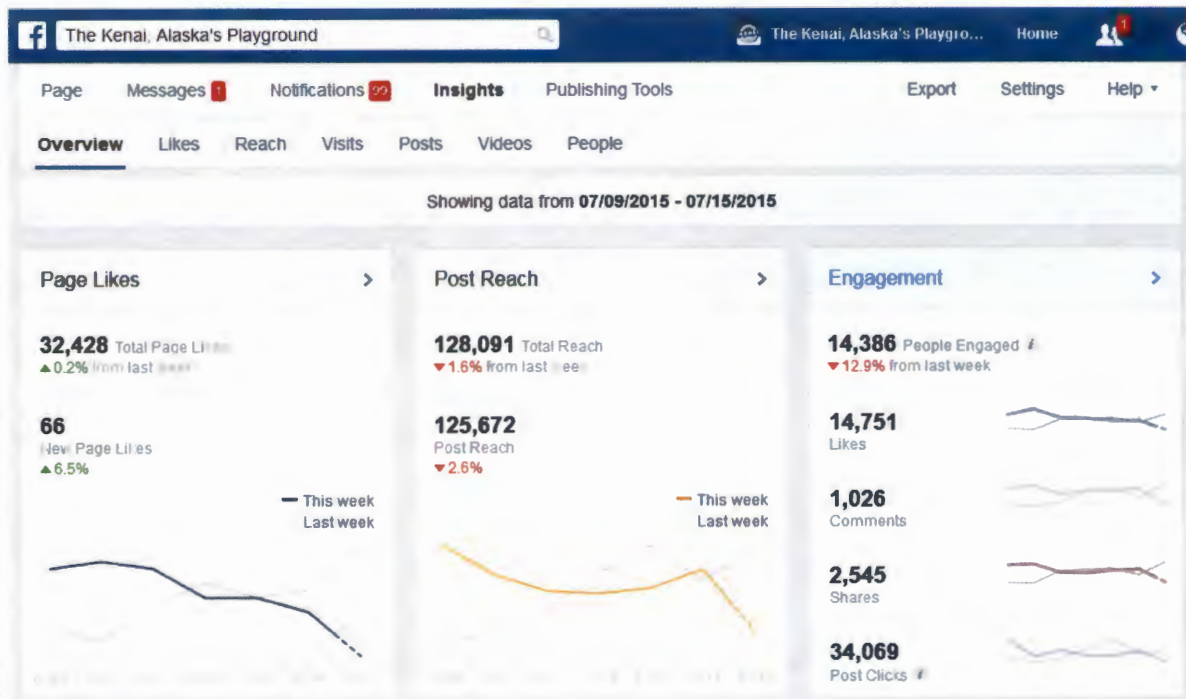 f The Kenai, Alaska's Playground The Kenai, Alaska's Playgro... Home 1
Page Messages 1 Notifications 99 Insights Publishing Tools Export Settings Help
Overview Likes Reach Visits Posts Videos People
Showing data from 07/09/2015 - 07/15/2015
Page Likes
32,428 Total Page
0.2% from last
66
New Page Likes
6.5%
This week
Last week
Post Reach
128,091 Total Reach
1.6% from last
125,672
Post Reach
2.6%
This week
Last week
Engagement
14,386 People Engaged i
12.9% from last week
14,751
Likes
1,026
Comments
2,545
Shares
34,069
Post Clicks i